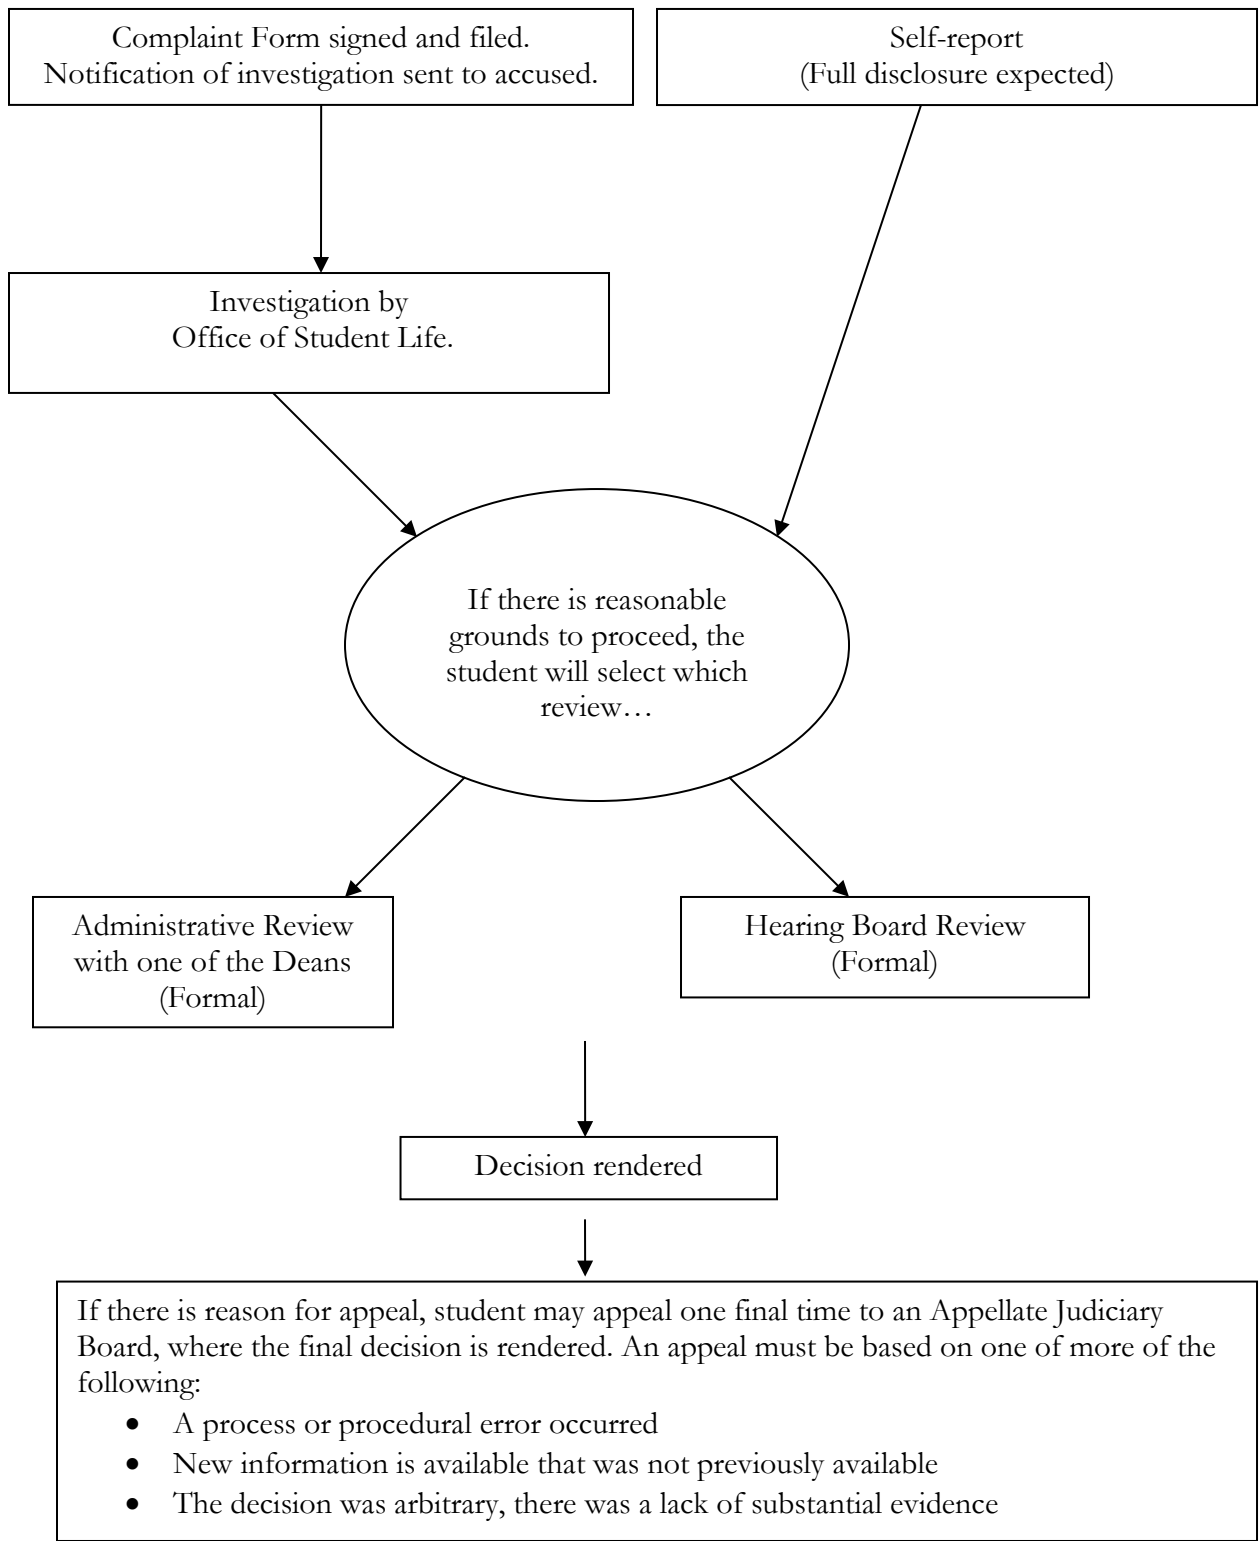 Complaint Form signed and filed.
Notification of investigation sent to accused.
Self-report
(Full disclosure expected)
Investigation by
Office of Student Life.
If there is reasonable
grounds to proceed, the
student will select which
review…
Administrative Review
with one of the Deans
(Formal)
Hearing Board Review
(Formal)
Decision rendered
If there is reason for appeal, student may appeal one final time to an Appellate Judiciary
Board, where the final decision is rendered. An appeal must be based on one of more of the
following:
• A process or procedural error occurred
• New information is available that was not previously available
• The decision was arbitrary, there was a lack of substantial evidence